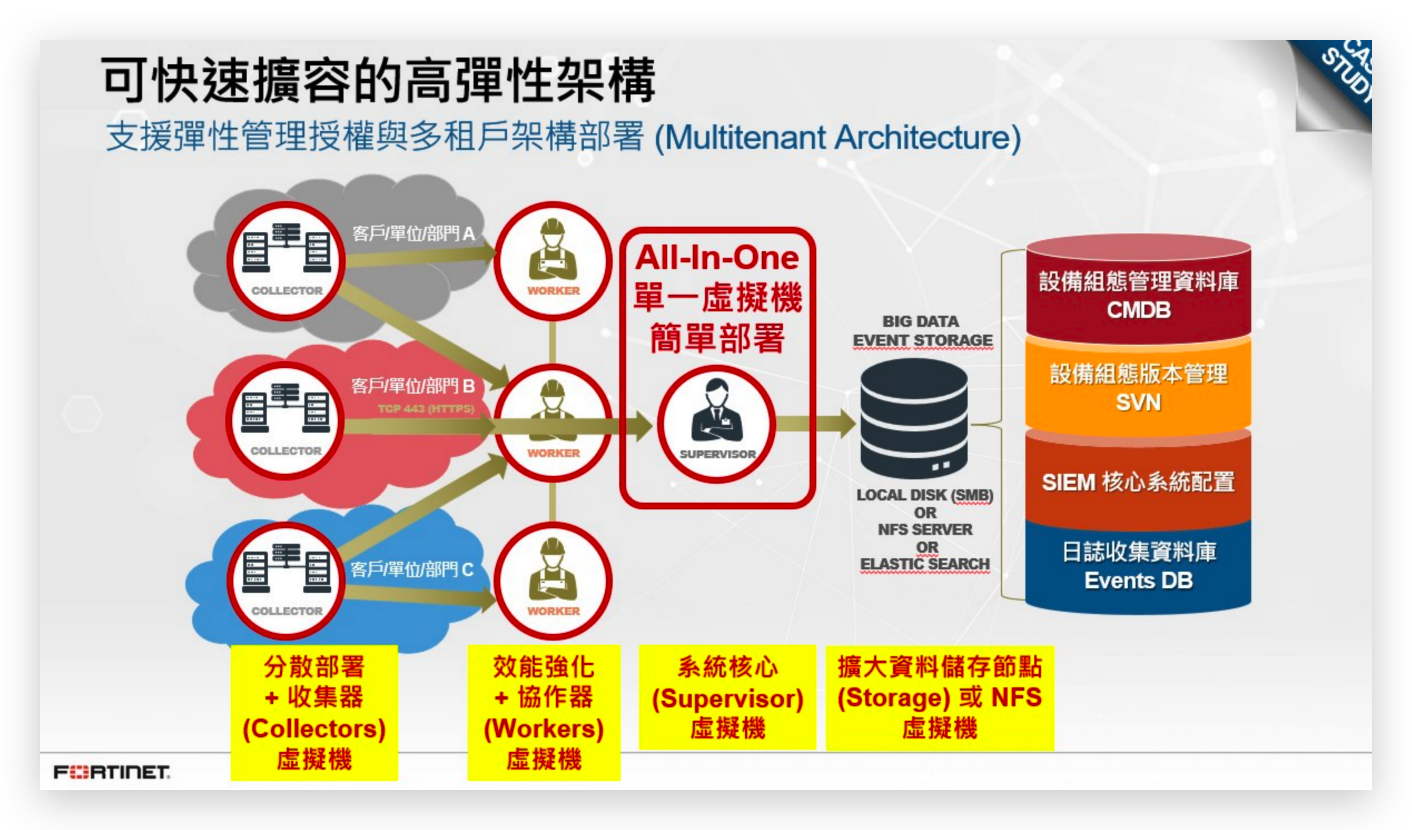 可快速擴容的高彈性架構
支援彈性管理授權與多租戶架構部署 (Multitenant Architecture)
CASE
STUDY
客戶/單位/部門 A
COLLECTOR
WORKER
客戶/單位/部門 B
TCP 443 (HTTPS)
COLLECTOR
WORKER
客戶/單位/部門 C
COLLECTOR
WORKER
All-In-One
單一虛擬機
簡單部署
SUPERVISOR
BIG DATA
EVENT STORAGE
LOCAL DISK (SMB)
OR
NFS SERVER
OR
ELASTIC SEARCH
設備組態管理資料庫
CMDB
設備組態版本管理
SVN
SIEM 核心系統配置
日誌收集資料庫
Events DB
分散部署
+ 收集器
(Collectors)
虛擬機
效能強化
+ 協作器
(Workers)
虛擬機
系統核心
(Supervisor)
虛擬機
擴大資料儲存節點
(Storage) 或 NFS
虛擬機
FORTINET